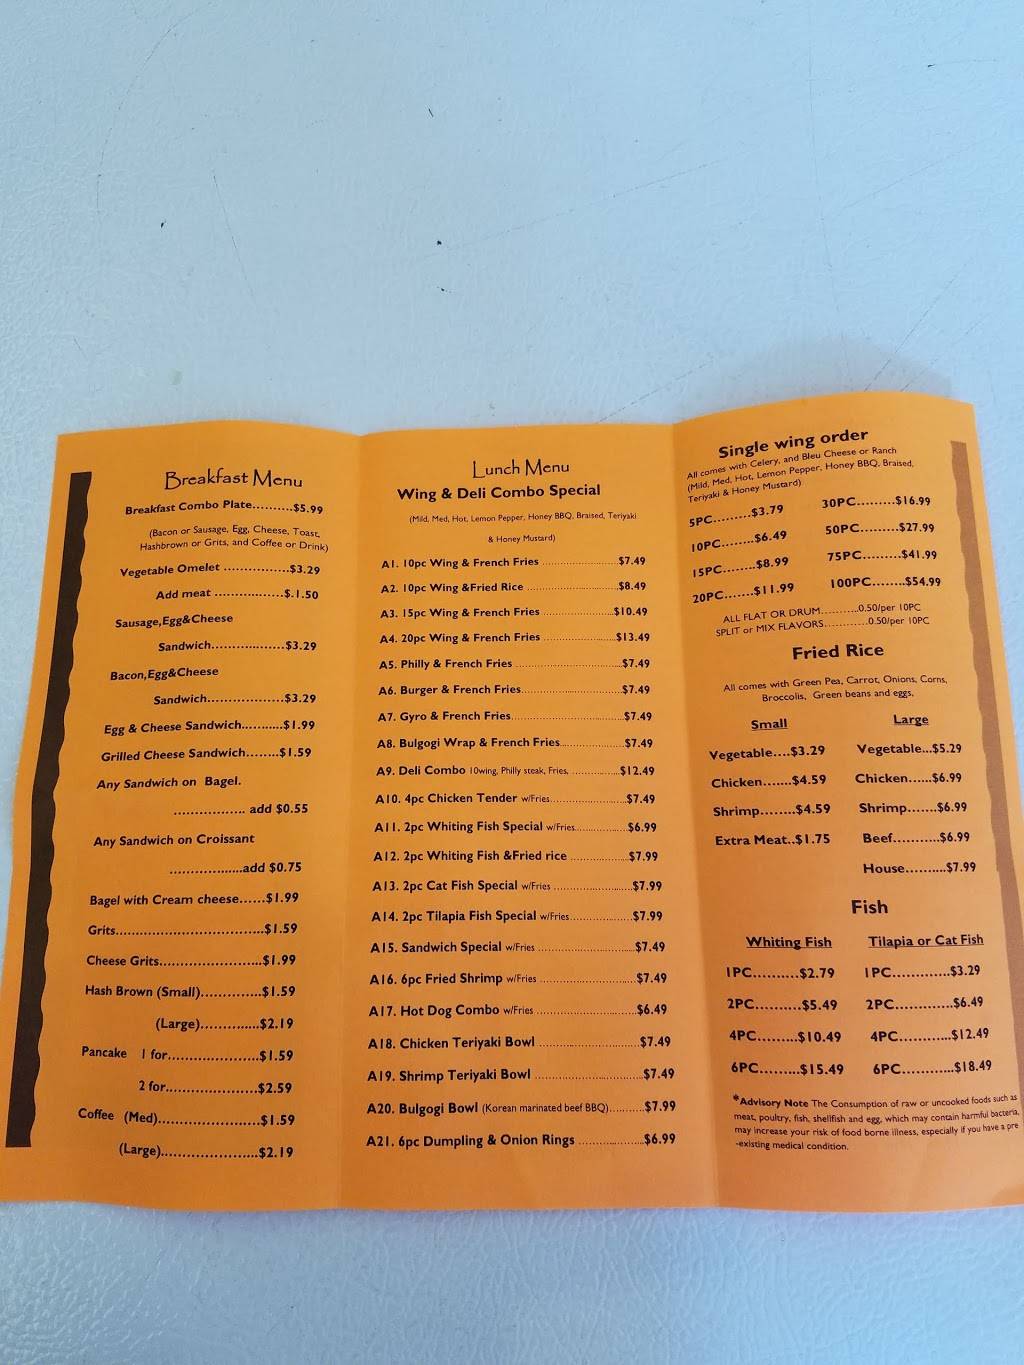 Breakfast Menu
Breakfast Combo Plate..........$5.99
(Bacon or Sausage, Egg, Cheese, Toast,
Hashbrown or Grits, and Coffee or Drink)
Vegetable Omelet ................$3.29
Add meat .................$.1.50
Sausage,Egg&Cheese
Sandwich..................$3.29
Bacon,Egg&Cheese
Sandwich...................$3.29
Egg & Cheese Sandwich..........$1.99
Grilled Cheese Sandwich........$1.59
Any Sandwich on Bagel.
................. add $0.55
Any Sandwich on Croissant
..................add $0.75
Bagel with Cream cheese......$1.99
Grits...................................$1.59
Cheese Grits........................$1.99
Hash Brown (Small)..............$1.59
(Large)..............$2.19
Pancake 1 for......................$1.59
2 for......................$2.59
Coffee (Med)........................$1.59
(Large).......................$2.19
Lunch Menu
Wing & Deli Combo Special
(Mild, Med, Hot, Lemon Pepper, Honey BBQ, Braised, Teriyaki
& Honey Mustard)
A1. 10pc Wing & French Fries ......................$7.49
A2. 10pc Wing &Fried Rice ..........................$8.49
A3. 15pc Wing & French Fries ....................$10.49
A4. 20pc Wing & French Fries ....................$13.49
A5. Philly & French Fries ..............................$7.49
A6. Burger & French Fries............................$7.49
A7. Gyro & French Fries...............................$7.49
A8. Bulgogi Wrap & French Fries..................$7.49
A9. Deli Combo 10wing, Philly steak, Fries, ..............$12.49
A10. 4pc Chicken Tender w/Fries.....................$7.49
A11. 2pc Whiting Fish Special w/Fries...............$6.99
A12. 2pc Whiting Fish &Fried rice .................$7.99
A13. 2pc Cat Fish Special w/Fries ......................$7.99
A14. 2pc Tilapia Fish Special w/Fries..................$7.99
A15. Sandwich Special w/Fries ..........................$7.49
A16. 6pc Fried Shrimp w/Fries ..........................$7.49
A17. Hot Dog Combo w/Fries ...........................$6.49
A18. Chicken Teriyaki Bowl ............................$7.49
A19. Shrimp Teriyaki Bowl ..............................$7.49
A20. Bulgogi Bowl (Korean marinated beef BBQ)..........$7.99
A21. 6pc Dumpling & Onion Rings .................$6.99
Single wing order
All comes with Celery, and Bleu Cheese or Ranch
(Mild, Med, Hot, Lemon Pepper, Honey BBQ, Braised,
Teriyaki & Honey Mustard)
5PC.........$3.79 30PC.........$16.99
10PC........$6.49 50PC.........$27.99
15PC........$8.99 75PC.........$41.99
20PC.......$11.99 100PC........$54.99
ALL FLAT OR DRUM...........0.50/per 10PC
SPLIT or MIX FLAVORS............0.50/per 10PC
Fried Rice
All comes with Green Pea, Carrot, Onions, Corns,
Broccolis, Green beans and eggs,
Small Large
Vegetable....$3.29 Vegetable...$5.29
Chicken.......$4.59 Chicken......$6.99
Shrimp........$4.59 Shrimp.......$6.99
Extra Meat..$1.75 Beef...........$6.99
House..........$7.99
Fish
Whiting Fish Tilapia or Cat Fish
1PC..........$2.79 1PC.............$3.29
2PC..........$5.49 2PC.............$6.49
4PC.........$10.49 4PC............$12.49
6PC.........$15.49 6PC............$18.49
*Advisory Note The Consumption of raw or uncooked foods such as
meat, poultry, fish, shellfish and egg, which may contain harmful bacteria,
may increase your risk of food borne illness, especially if you have a pre
-existing medical condition.